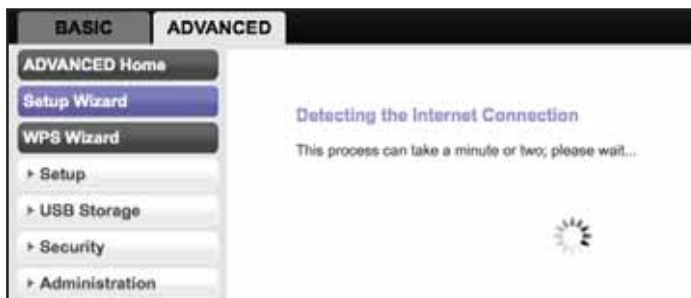 BASIC ADVANCED
ADVANCED Home
Setup Wizard
WPS Wizard
Setup
USB Storage
Security
Administration
Detecting the Internet Connection
This process can take a minute or two; please wait...